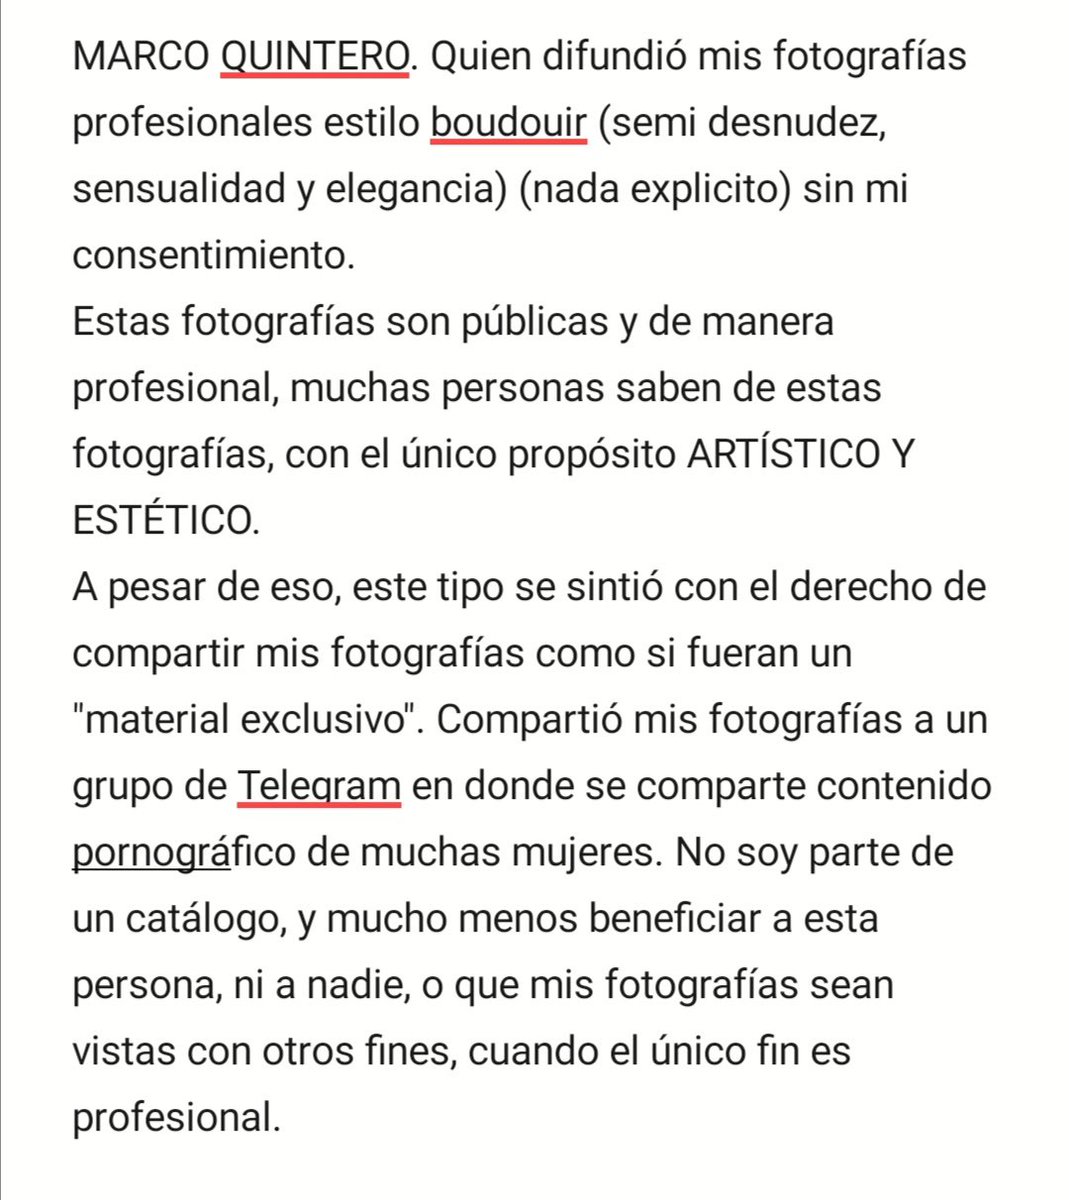 MARCO QUINTERO. Quien difundió mis fotografías
profesionales estilo boudouir (semi desnudez,
sensualidad y elegancia) (nada explicito) sin mi
consentimiento.
Estas fotografías son públicas y de manera
profesional, muchas personas saben de estas
fotografías, con el único propósito ARTÍSTICO Y
ESTÉTICO.
A pesar de eso, este tipo se sintió con el derecho de
compartir mis fotografías como si fueran un
"material exclusivo". Compartió mis fotografías a un
grupo de Telegram en donde se comparte contenido
pornográfico de muchas mujeres. No soy parte de
un catálogo, y mucho menos beneficiar a esta
persona, ni a nadie, o que mis fotografías sean
vistas con otros fines, cuando el único fin es
profesional.